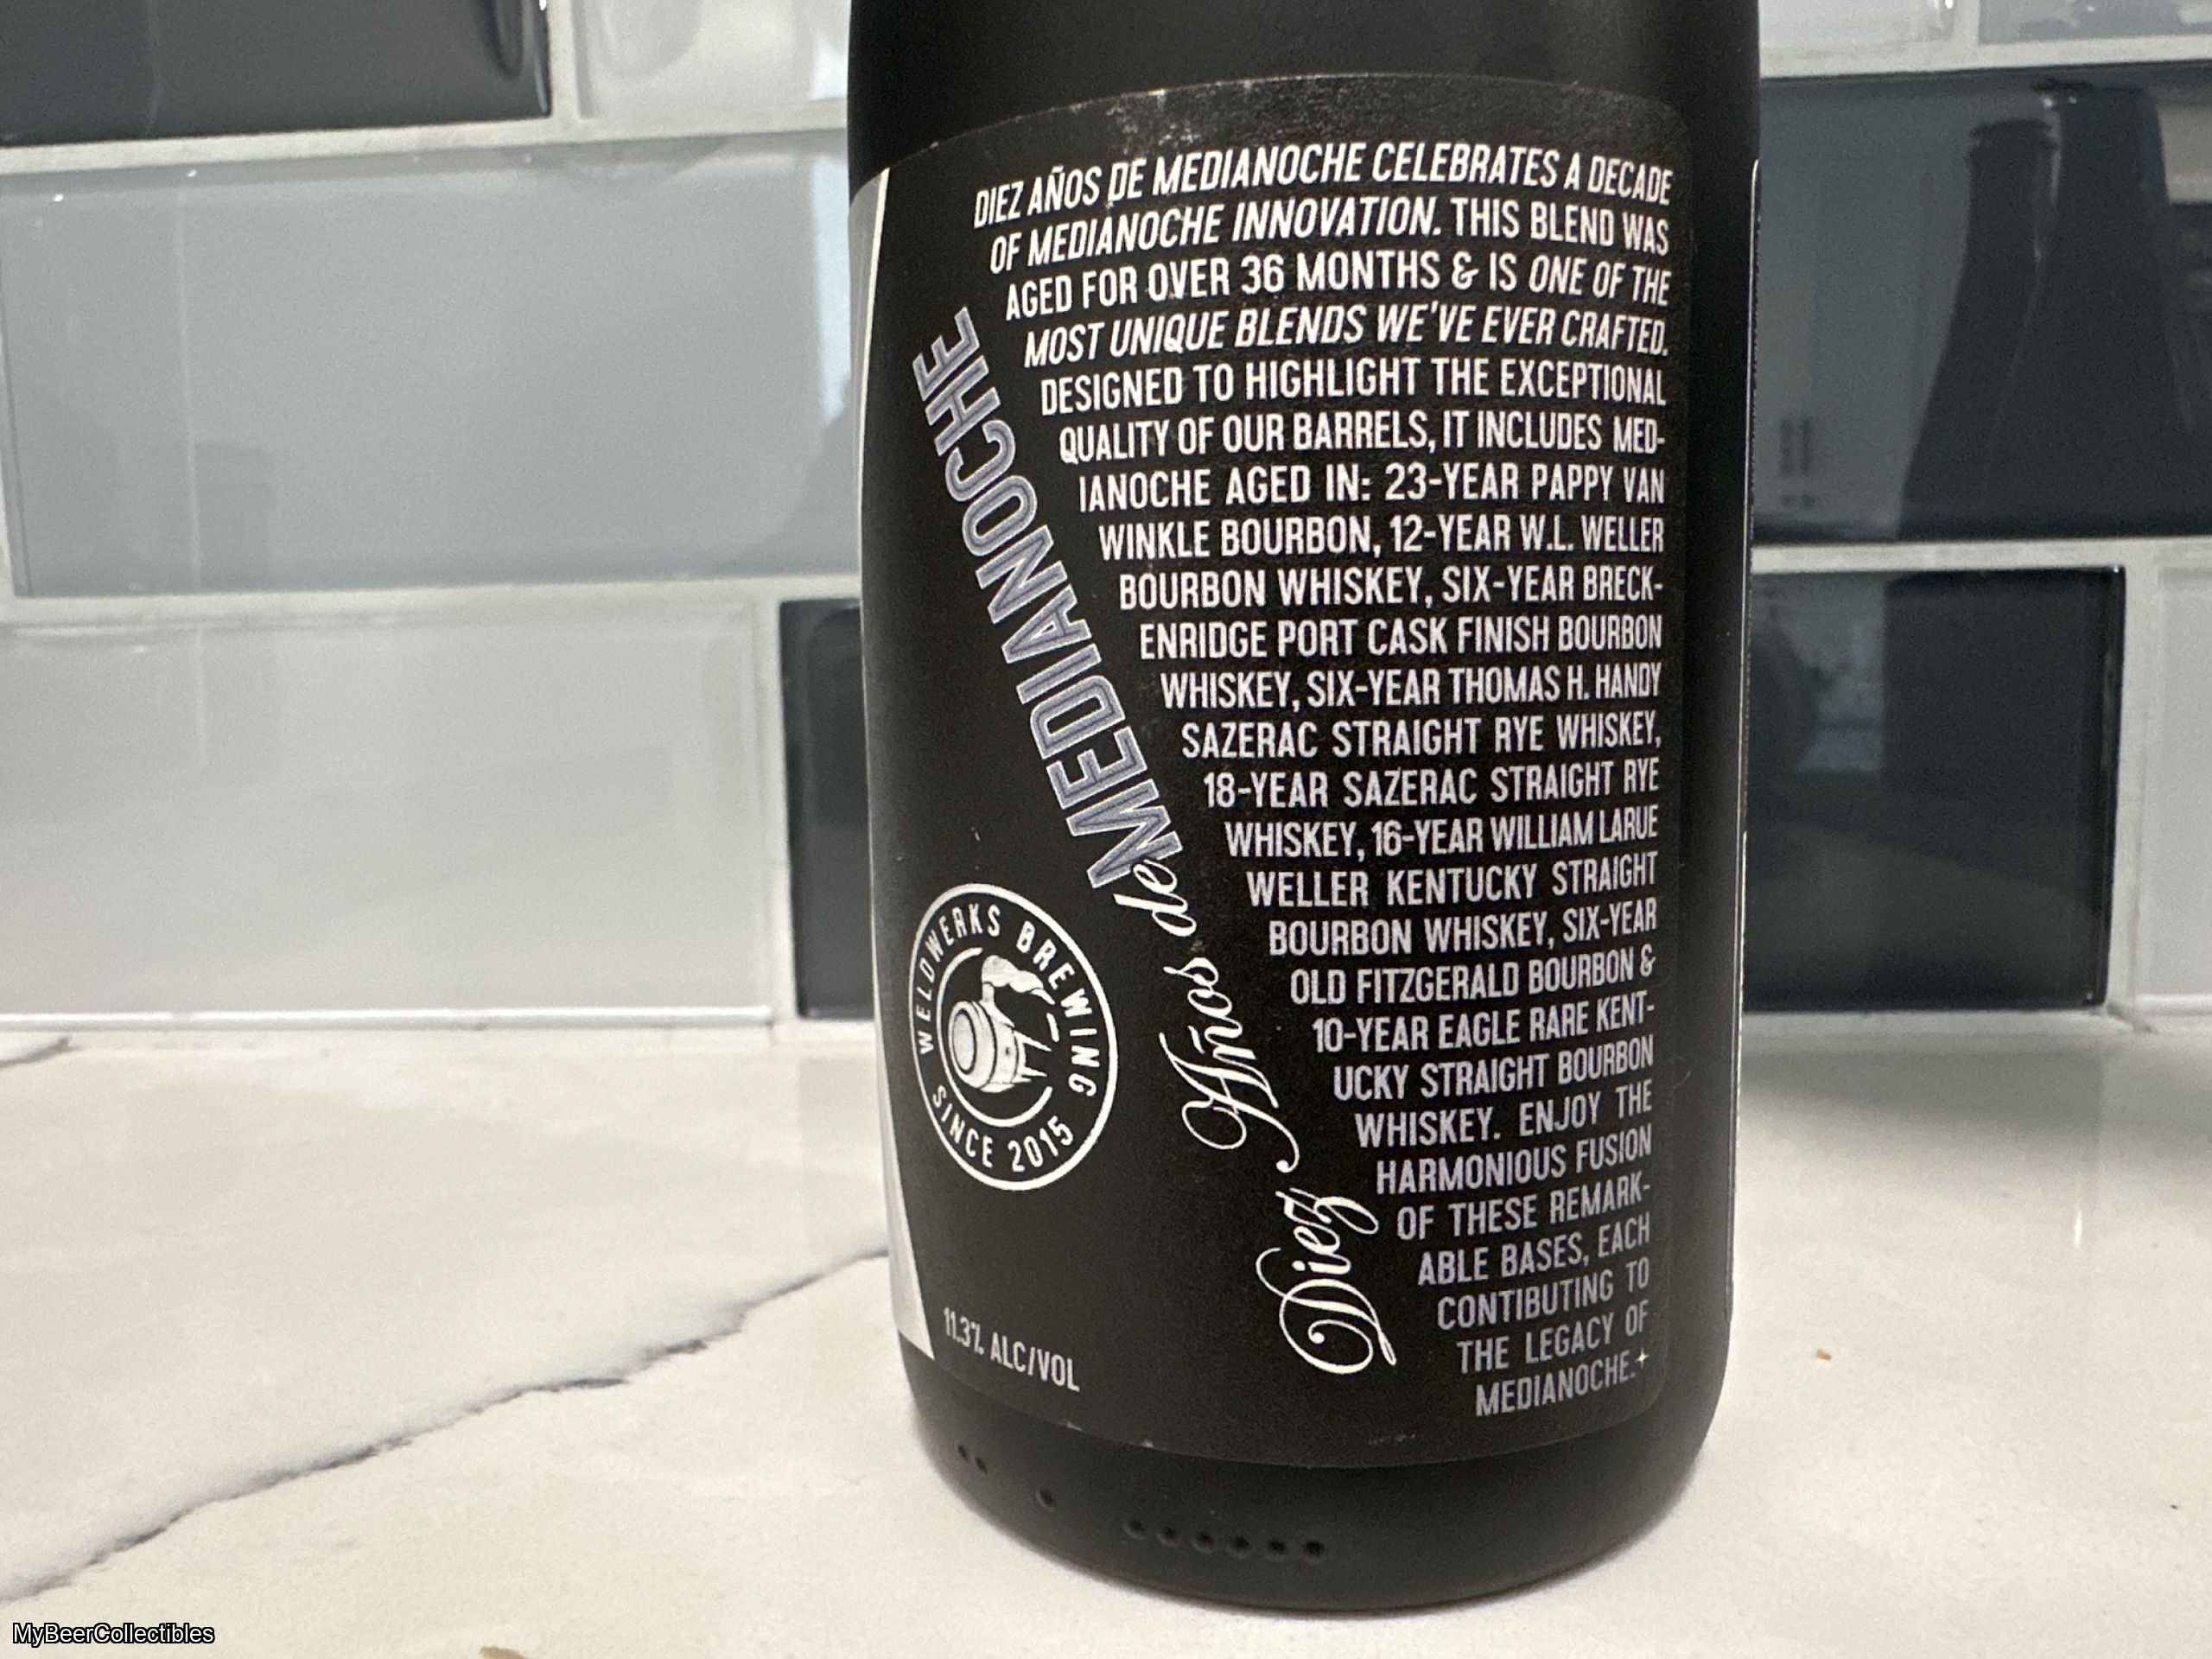 DIEZ AÑOS DE MEDIANOCHE CELEBRATES A DECADE
OF MEDIANOCHE INNOVATION. THIS BLEND WAS
AGED FOR OVER 36 MONTHS & IS ONE OF THE
MOST UNIQUE BLENDS WE'VE EVER CRAFTED.
DESIGNED TO HIGHLIGHT THE EXCEPTIONAL
QUALITY OF OUR BARRELS, IT INCLUDES MED-
IANOCHE AGED IN: 23-YEAR PAPPY VAN
WINKLE BOURBON, 12-YEAR W.L. WELLER
BOURBON WHISKEY, SIX-YEAR BRECK-
ENRIDGE PORT CASK FINISH BOURBON
WHISKEY, SIX-YEAR THOMAS H. HANDY
SAZERAC STRAIGHT RYE WHISKEY,
18-YEAR SAZERAC STRAIGHT RYE
WHISKEY, 16-YEAR WILLIAM LARUE
WELLER KENTUCKY STRAIGHT
BOURBON WHISKEY, SIX-YEAR
OLD FITZGERALD BOURBON &
10-YEAR EAGLE RARE KENT-
UCKY STRAIGHT BOURBON
WHISKEY. ENJOY THE
HARMONIOUS FUSION
OF THESE REMARK-
ABLE BASES, EACH
CONTIBUTING TO
THE LEGACY OF
MEDIANOCHE.
Diez Años de MEDIANOCHE
WELDWERKS BREWING
SINCE 2015
11.3% ALC/VOL
MyBeerCollectibles